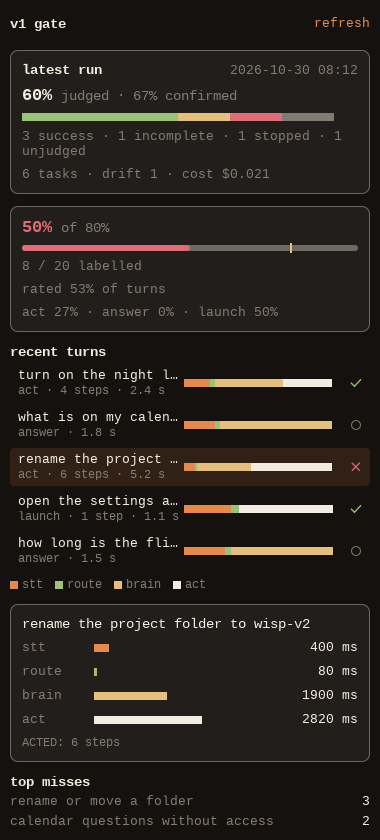 v1 gate refresh
latest run 2026-10-30 08:12
60% judged · 67% confirmed
3 success · 1 incomplete · 1 stopped · 1
unjudged
6 tasks · drift 1 · cost $0.021
50% of 80%
8 / 20 labelled
rated 53% of turns
act 27% · answer 0% · launch 50%
recent turns
turn on the night l…
act · 4 steps · 2.4 s
what is on my calen…
answer · 1.8 s
rename the project …
act · 6 steps · 5.2 s
open the settings a…
launch · 1 step · 1.1 s
how long is the fli…
answer · 1.5 s
stt route brain act
rename the project folder to wisp-v2
stt 400 ms
route 80 ms
brain 1900 ms
act 2820 ms
ACTED: 6 steps
top misses
rename or move a folder 3
calendar questions without access 2